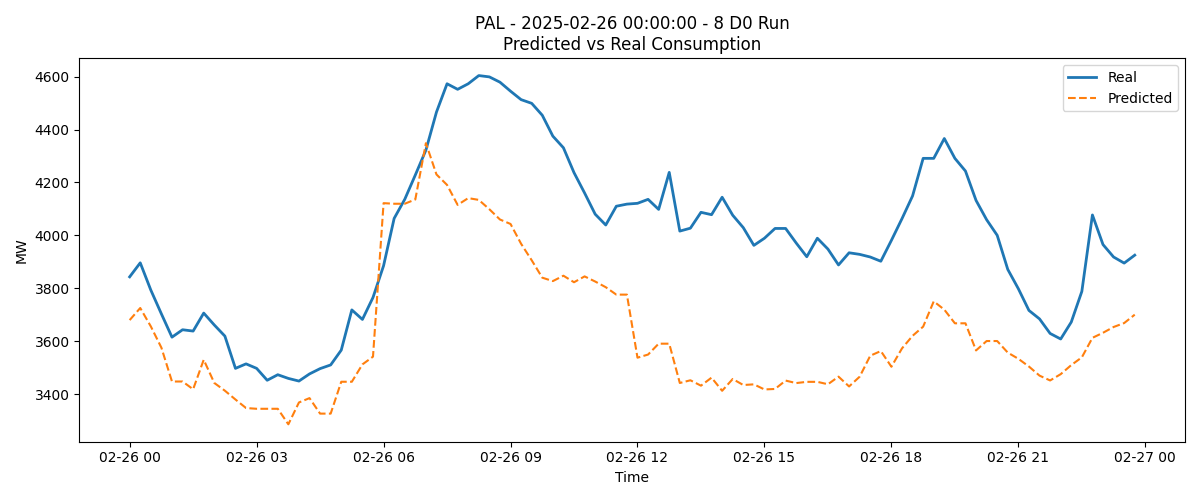 PAL - 2025-02-26 00:00:00 - 8 D0 Run
Predicted vs Real Consumption
Real
Predicted
MW
4600
4400
4200
4000
3800
3600
3400
02-26 00
02-26 03
02-26 06
02-26 09
02-26 12
02-26 15
02-26 18
02-26 21
02-27 00
Time